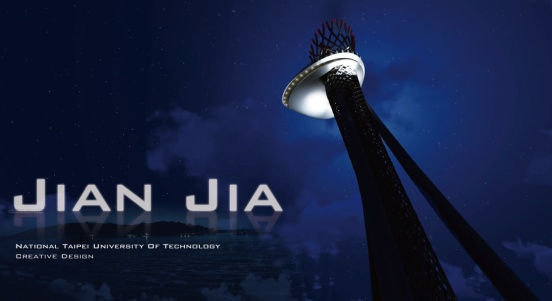 JIAN JIA
NATIONAL TAIPEI UNIVERSITY OF TECHNOLOGY
CREATIVE DESIGN